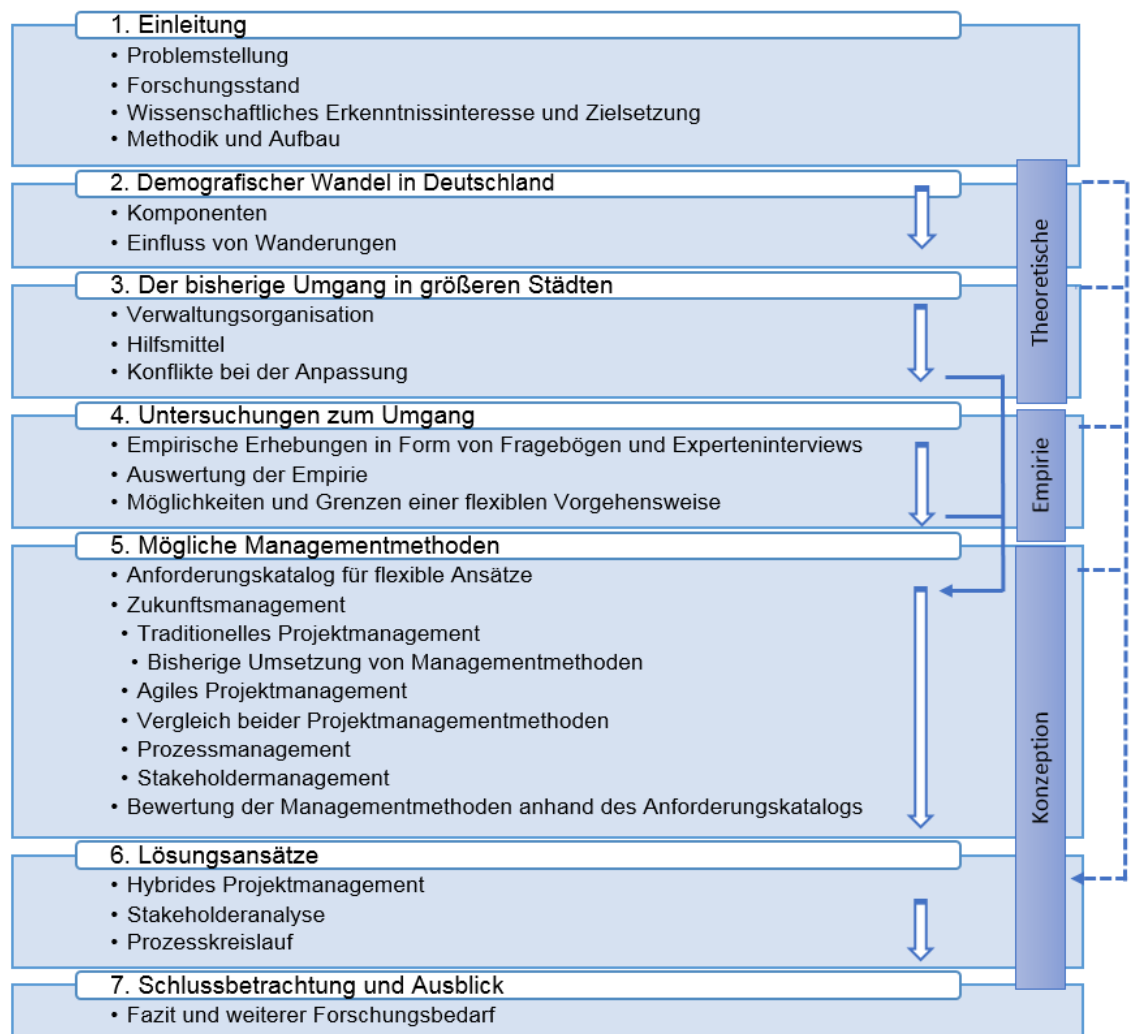 1. Einleitung
• Problemstellung
• Forschungsstand
• Wissenschaftliches Erkenntnissinteresse und Zielsetzung
• Methodik und Aufbau
2. Demografischer Wandel in Deutschland
• Komponenten
• Einfluss von Wanderungen
3. Der bisherige Umgang in größeren Städten
• Verwaltungsorganisation
• Hilfsmittel
• Konflikte bei der Anpassung
Theoretische
4. Untersuchungen zum Umgang
• Empirische Erhebungen in Form von Fragebögen und Experteninterviews
• Auswertung der Empirie
• Möglichkeiten und Grenzen einer flexiblen Vorgehensweise
Empirie
5. Mögliche Managementmethoden
• Anforderungskatalog für flexible Ansätze
• Zukunftsmanagement
• Traditionelles Projektmanagement
• Bisherige Umsetzung von Managementmethoden
• Agiles Projektmanagement
• Vergleich beider Projektmanagementmethoden
• Prozessmanagement
• Stakeholdermanagement
• Bewertung der Managementmethoden anhand des Anforderungskatalogs
Konzeption
6. Lösungsansätze
• Hybrides Projektmanagement
• Stakeholderanalyse
• Prozesskreislauf
7. Schlussbetrachtung und Ausblick
• Fazit und weiterer Forschungsbedarf